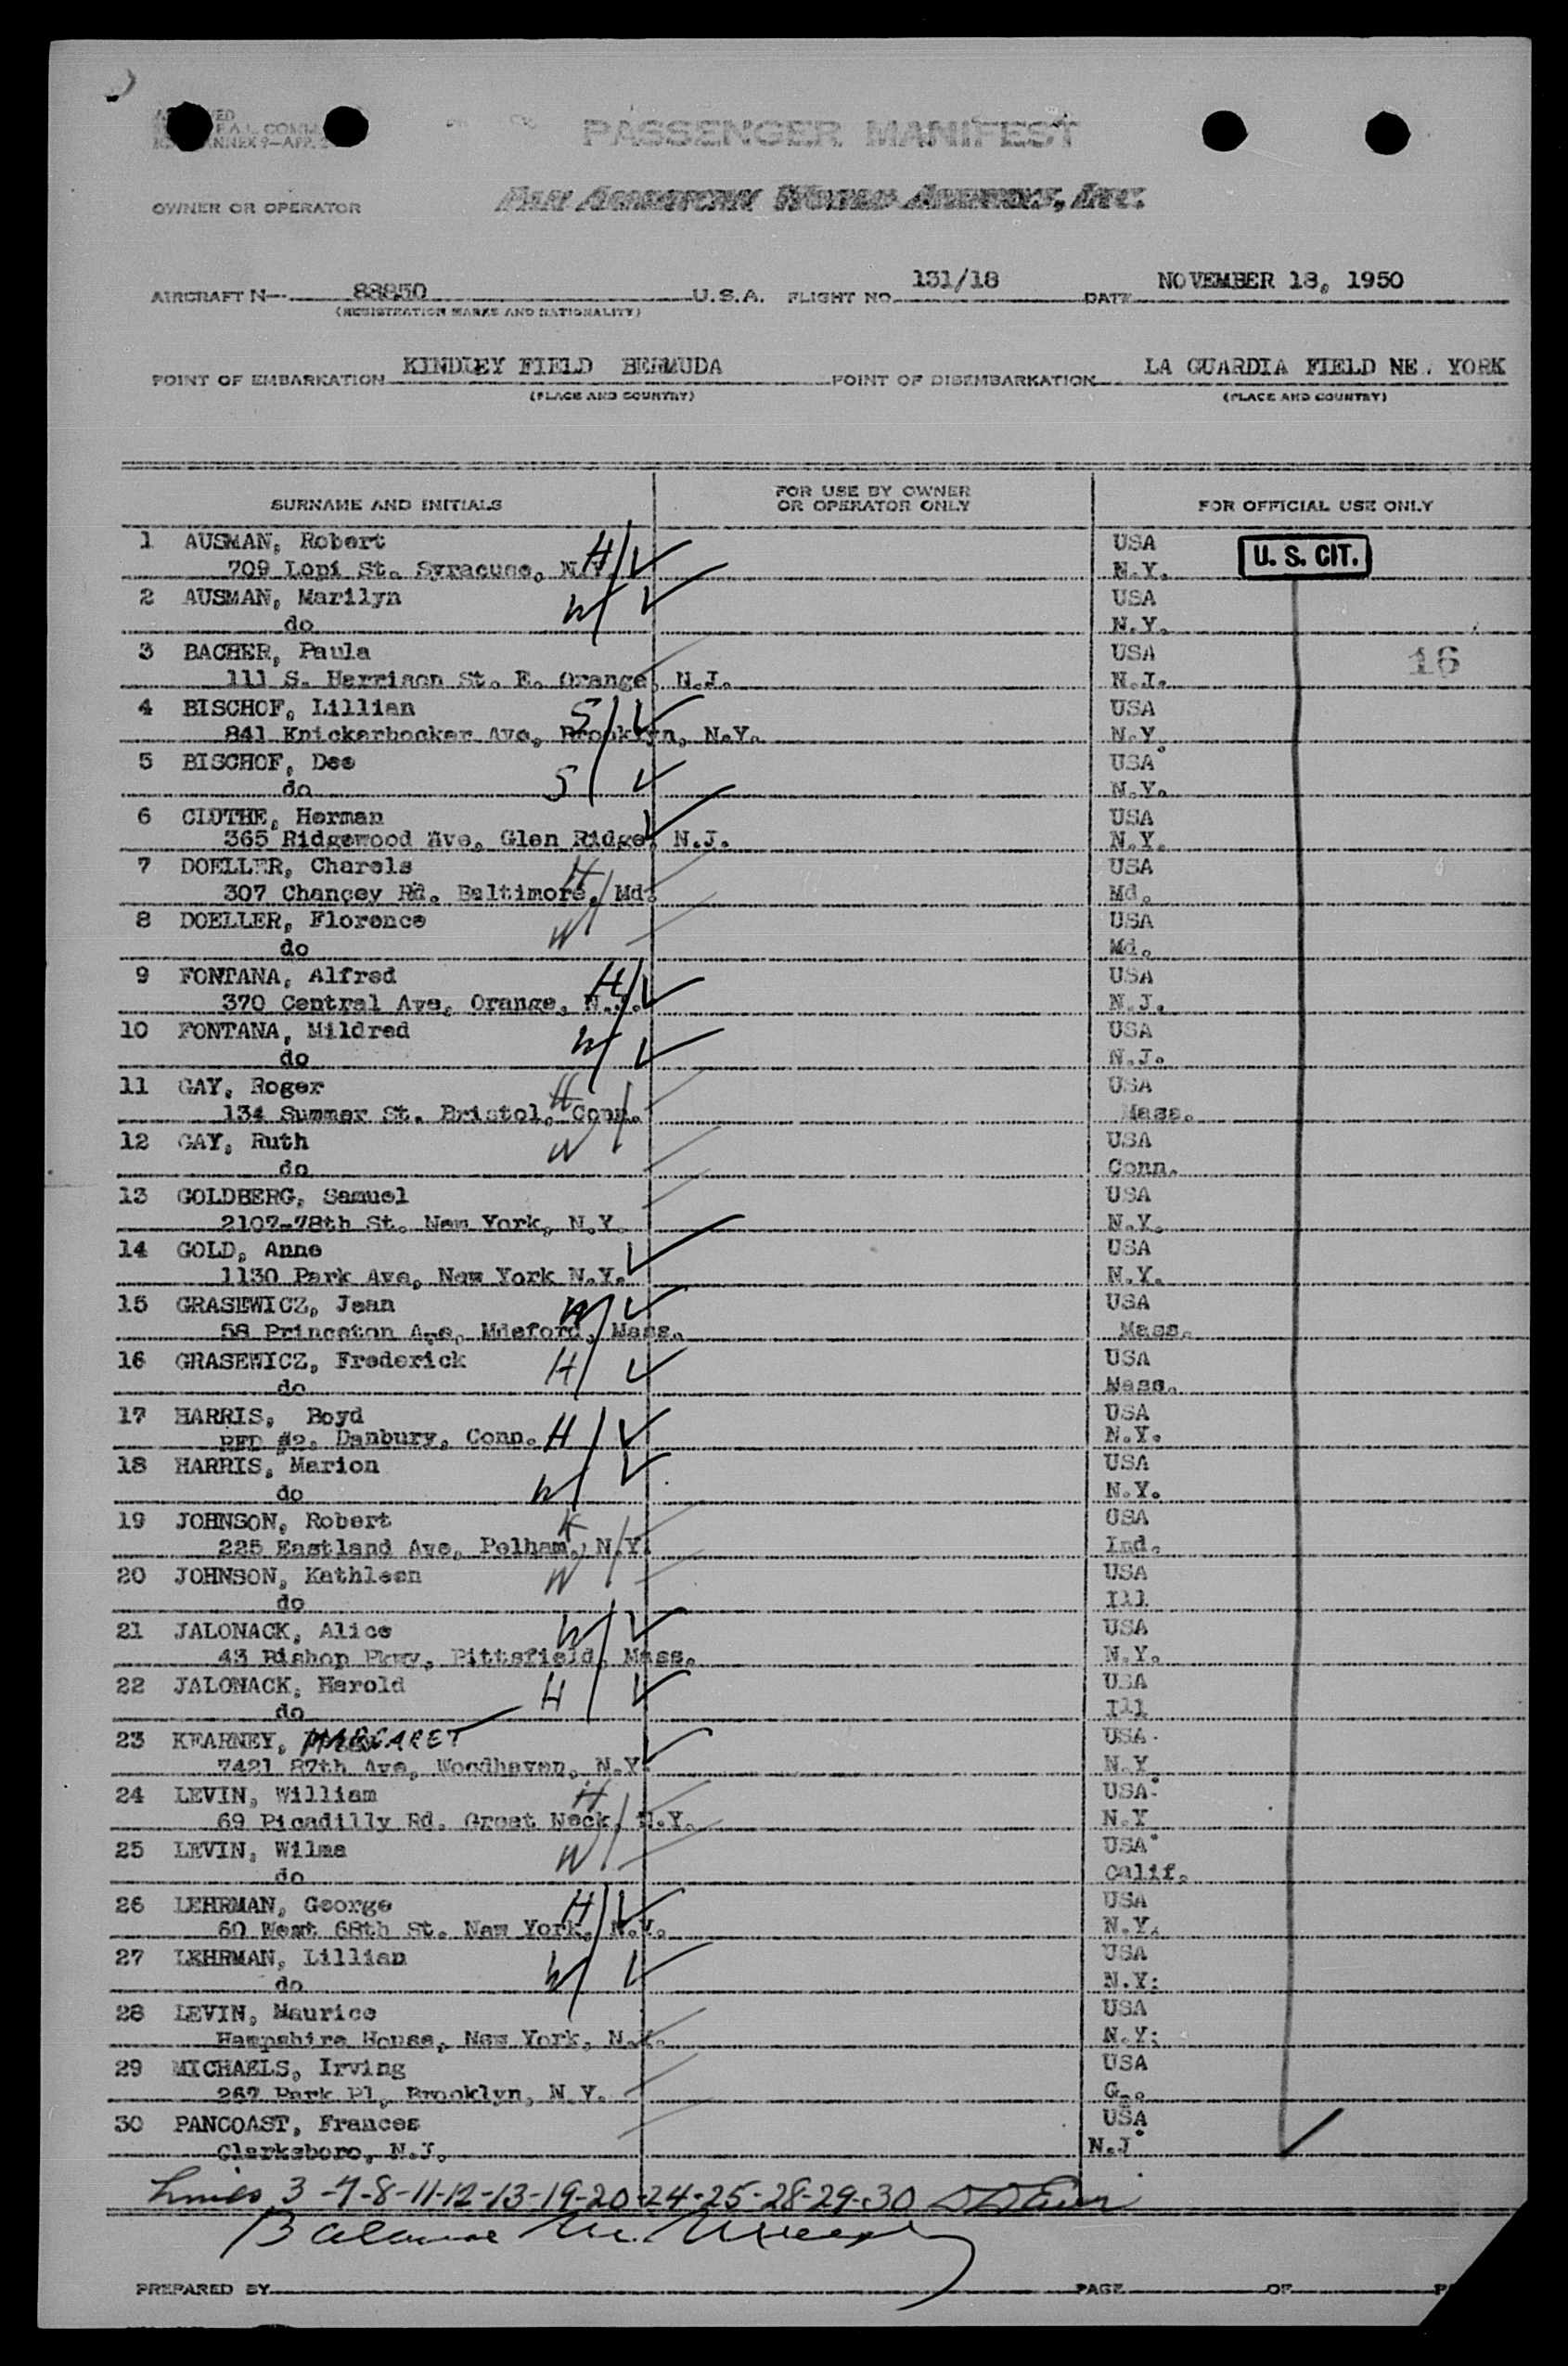 PASSENGER MANIFEST
ANNEX 9—APP.
OWNER OR OPERATOR PAN AMERICAN WORLD AIRWAYS, INC.
AIRCRAFT N— 88850 U.S.A. FLIGHT NO. 131/18 DATE NOVEMBER 18, 1950
(REGISTRATION MARKS AND NATIONALITY)
POINT OF EMBARKATION KINDLEY FIELD BERMUDA POINT OF DISEMBARKATION LA GUARDIA FIELD NE. YORK
(PLACE AND COUNTRY) (PLACE AND COUNTRY)
SURNAME AND INITIALS FOR USE BY OWNER OR OPERATOR ONLY FOR OFFICIAL USE ONLY
1 AUSMAN, Robert H USA U. S. CIT.
709 Lopi St. Syracuse, N.Y. N.Y.
2 AUSMAN, Marilyn W USA
do N.Y.
3 BACHER, Paula USA 16
111 S. Harrison St. E. Orange, N.J. N.J.
4 BISCHOF, Lillian S USA
841 Knickerbocker Ave, Brooklyn, N.Y. N.Y.
5 BISCHOF, Dee S USA
do N.Y.
6 CLUTHE, Herman USA
365 Ridgewood Ave, Glen Ridge, N.J. N.Y.
7 DOELLER, Charels H USA
307 Chancey Rd. Baltimore, Md. Md.
8 DOELLER, Florence W USA
do Md.
9 FONTANA, Alfred H USA
370 Central Ave, Orange, N.J. N.J.
10 FONTANA, Mildred W USA
do N.J.
11 GAY, Roger H USA
134 Summer St. Bristol, Conn. Mass.
12 GAY, Ruth W USA
do Conn.
13 GOLDBERG, Samuel USA
2107-78th St. New York, N.Y. N.Y.
14 GOLD, Anne USA
1130 Park Ave, New York N.Y. N.Y.
15 GRASEWICZ, Jean W USA
58 Princeton Ave, Mdeford, Mass. Mass.
16 GRASEWICZ, Frederick H USA
do Mass.
17 HARRIS, Boyd USA
RFD #2, Danbury, Conn. H N.Y.
18 HARRIS, Marion W USA
do N.Y.
19 JOHNSON, Robert H USA
225 Eastland Ave, Pelham, N.Y. Ind.
20 JOHNSON, Kathleen W USA
do Ill
21 JALONACK, Alice W USA
43 Bishop Pkwy, Pittsfield, Mass. N.Y.
22 JALONACK, Harold H USA
do Ill
23 KEARNEY, MARGARET USA
7421 87th Ave, Woodhaven, N.Y. N.Y
24 LEVIN, William H USA
69 Picadilly Rd. Great Neck, N.Y. N.Y
25 LEVIN, Wilma W USA
do Calif.
26 LEHRMAN, George H USA
60 West 68th St. New York, N.Y. N.Y.
27 LEHRMAN, Lillian W USA
do N.Y.
28 LEVIN, Maurice USA
Hampshire House, New York, N.Y. N.Y.
29 MICHAELS, Irving USA
267 Park Pl, Brooklyn, N.Y.
30 PANCOAST, Frances USA
Clarksboro, N.J. N.J
Lines 3-7-8-11-12-13-19-20-24-25-28-29-30
Balance
PREPARED BY PAGE OF